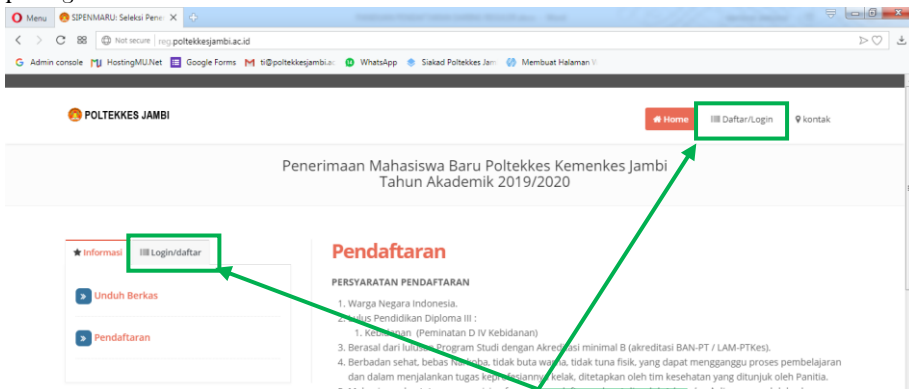 Menu SIPENMARU: Seleksi Pene
Not secure reg.poltekkesjambi.ac.id
Admin console HostingMU.Net Google Forms ti@poltekkesjambi.ac WhatsApp Siakad Poltekkes Jam Membuat Halaman
POLTEKKES JAMBI
Home Daftar/Login kontak
Penerimaan Mahasiswa Baru Poltekkes Kemenkes Jambi
Tahun Akademik 2019/2020
Informasi Login/daftar
Pendaftaran
PERSYARATAN PENDAFTARAN
Unduh Berkas
1. Warga Negara Indonesia.
2. Lulus Pendidikan Diploma III :
1. Kebidanan (Peminatan D IV Kebidanan)
Pendaftaran
3. Berasal dari lulusan Program Studi dengan Akreditasi minimal B (akreditasi BAN-PT / LAM-PTKes).
4. Berbadan sehat, bebas Narkoba, tidak buta warna, tidak tuna fisik, yang dapat mengganggu proses pembelajaran
dan dalam menjalankan tugas keprofesiannya kelak, ditetapkan oleh tim kesehatan yang ditunjuk oleh Panitia.